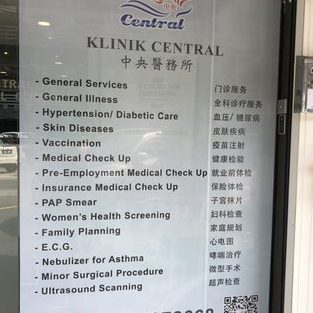 Central
KLINIK CENTRAL
中央醫務所
- General Services 门诊服务
- General Illness 全科诊疗服务
- Hypertension/ Diabetic Care 血压/ 糖尿病
- Skin Diseases 皮肤疾病
- Vaccination 疫苗注射
- Medical Check Up 健康检验
- Pre-Employment Medical Check Up 就业前体检
- Insurance Medical Check Up 保险体检
- PAP Smear 子宫抹片
- Women's Health Screening 妇科检查
- Family Planning 家庭规划
- E.C.G. 心电图
- Nebulizer for Asthma 哮喘治疗
- Minor Surgical Procedure 微型手术
- Ultrasound Scanning 超声检查